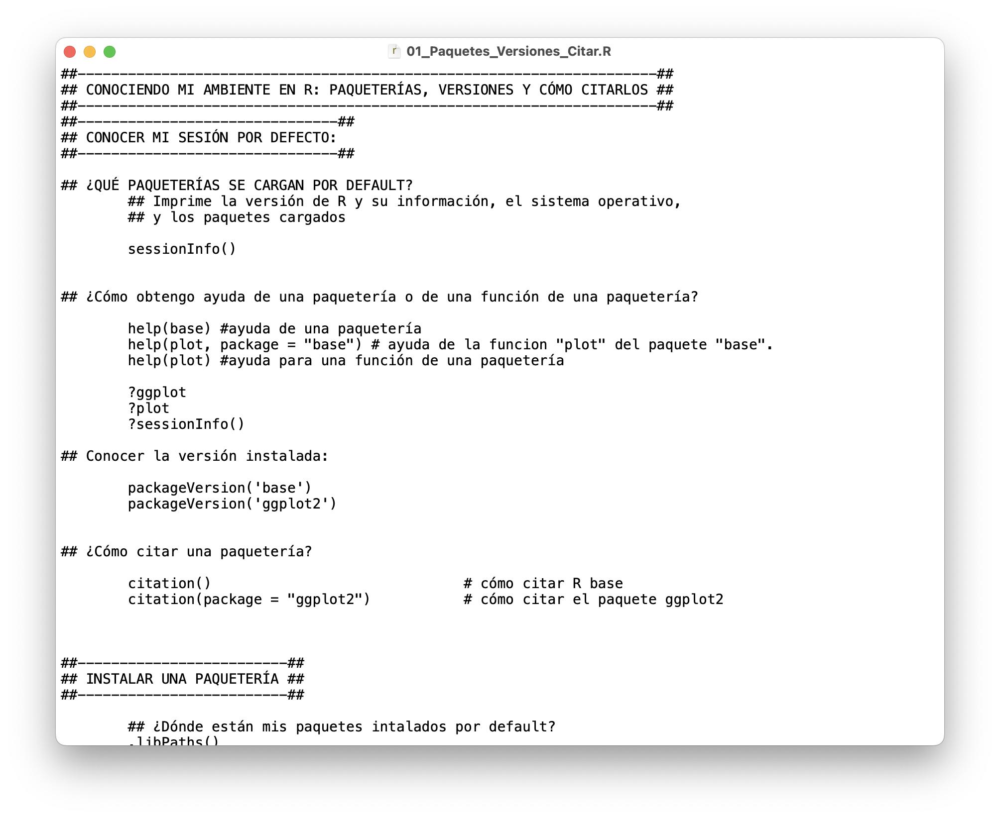 01_Paquetes_Versiones_Citar.R
##---------------------------------------------------------------------##
## CONOCIENDO MI AMBIENTE EN R: PAQUETERÍAS, VERSIONES Y CÓMO CITARLOS ##
##---------------------------------------------------------------------##
##-------------------------------##
## CONOCER MI SESIÓN POR DEFECTO:
##-------------------------------##
## ¿QUÉ PAQUETERÍAS SE CARGAN POR DEFAULT?
## Imprime la versión de R y su información, el sistema operativo,
## y los paquetes cargados
sessionInfo()
## ¿Cómo obtengo ayuda de una paquetería o de una función de una paquetería?
help(base) #ayuda de una paquetería
help(plot, package = "base") # ayuda de la funcion "plot" del paquete "base".
help(plot) #ayuda para una función de una paquetería
?ggplot
?plot
?sessionInfo()
## Conocer la versión instalada:
packageVersion('base')
packageVersion('ggplot2')
## ¿Cómo citar una paquetería?
citation() # cómo citar R base
citation(package = "ggplot2") # cómo citar el paquete ggplot2
##-------------------------##
## INSTALAR UNA PAQUETERÍA ##
##-------------------------##
## ¿Dónde están mis paquetes intalados por default?
.libPaths()